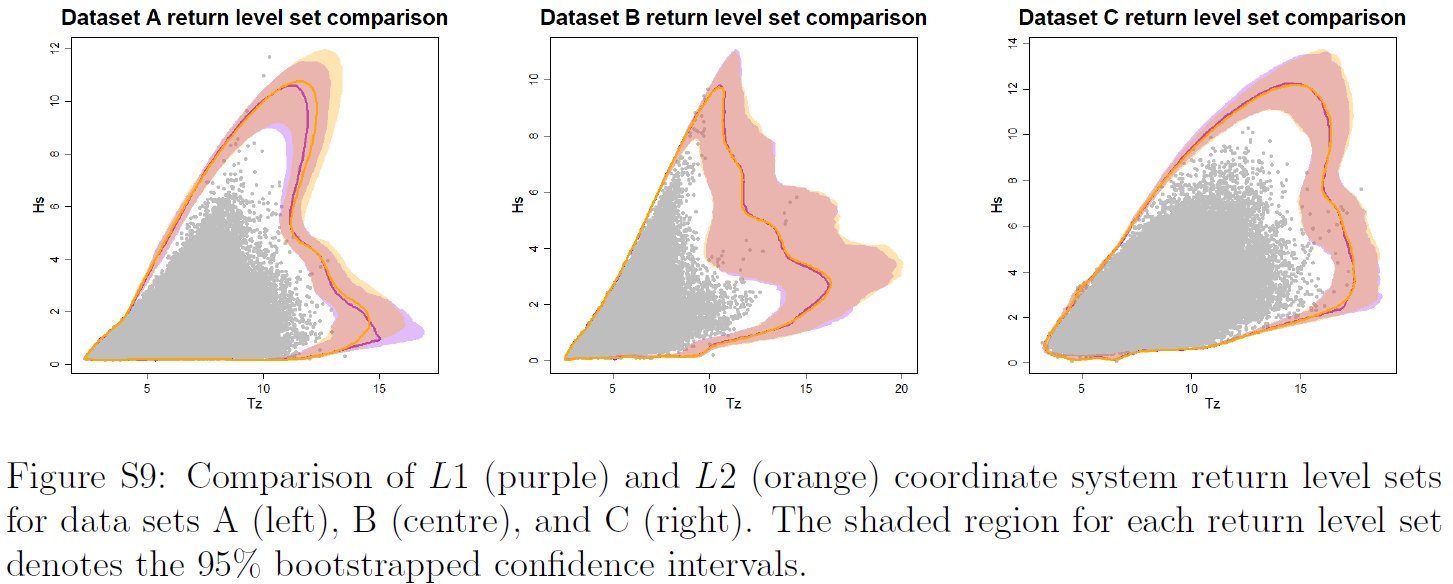 Dataset A return level set comparison
Dataset B return level set comparison
Dataset C return level set comparison
Hs
12
10
8
6
4
2
0
5
10
15
Tz
Hs
10
8
6
4
2
0
5
10
15
20
Tz
Hs
14
12
10
8
6
4
2
0
5
10
15
Tz
Figure S9: Comparison of L1 (purple) and L2 (orange) coordinate system return level sets
for data sets A (left), B (centre), and C (right). The shaded region for each return level set
denotes the 95% bootstrapped confidence intervals.